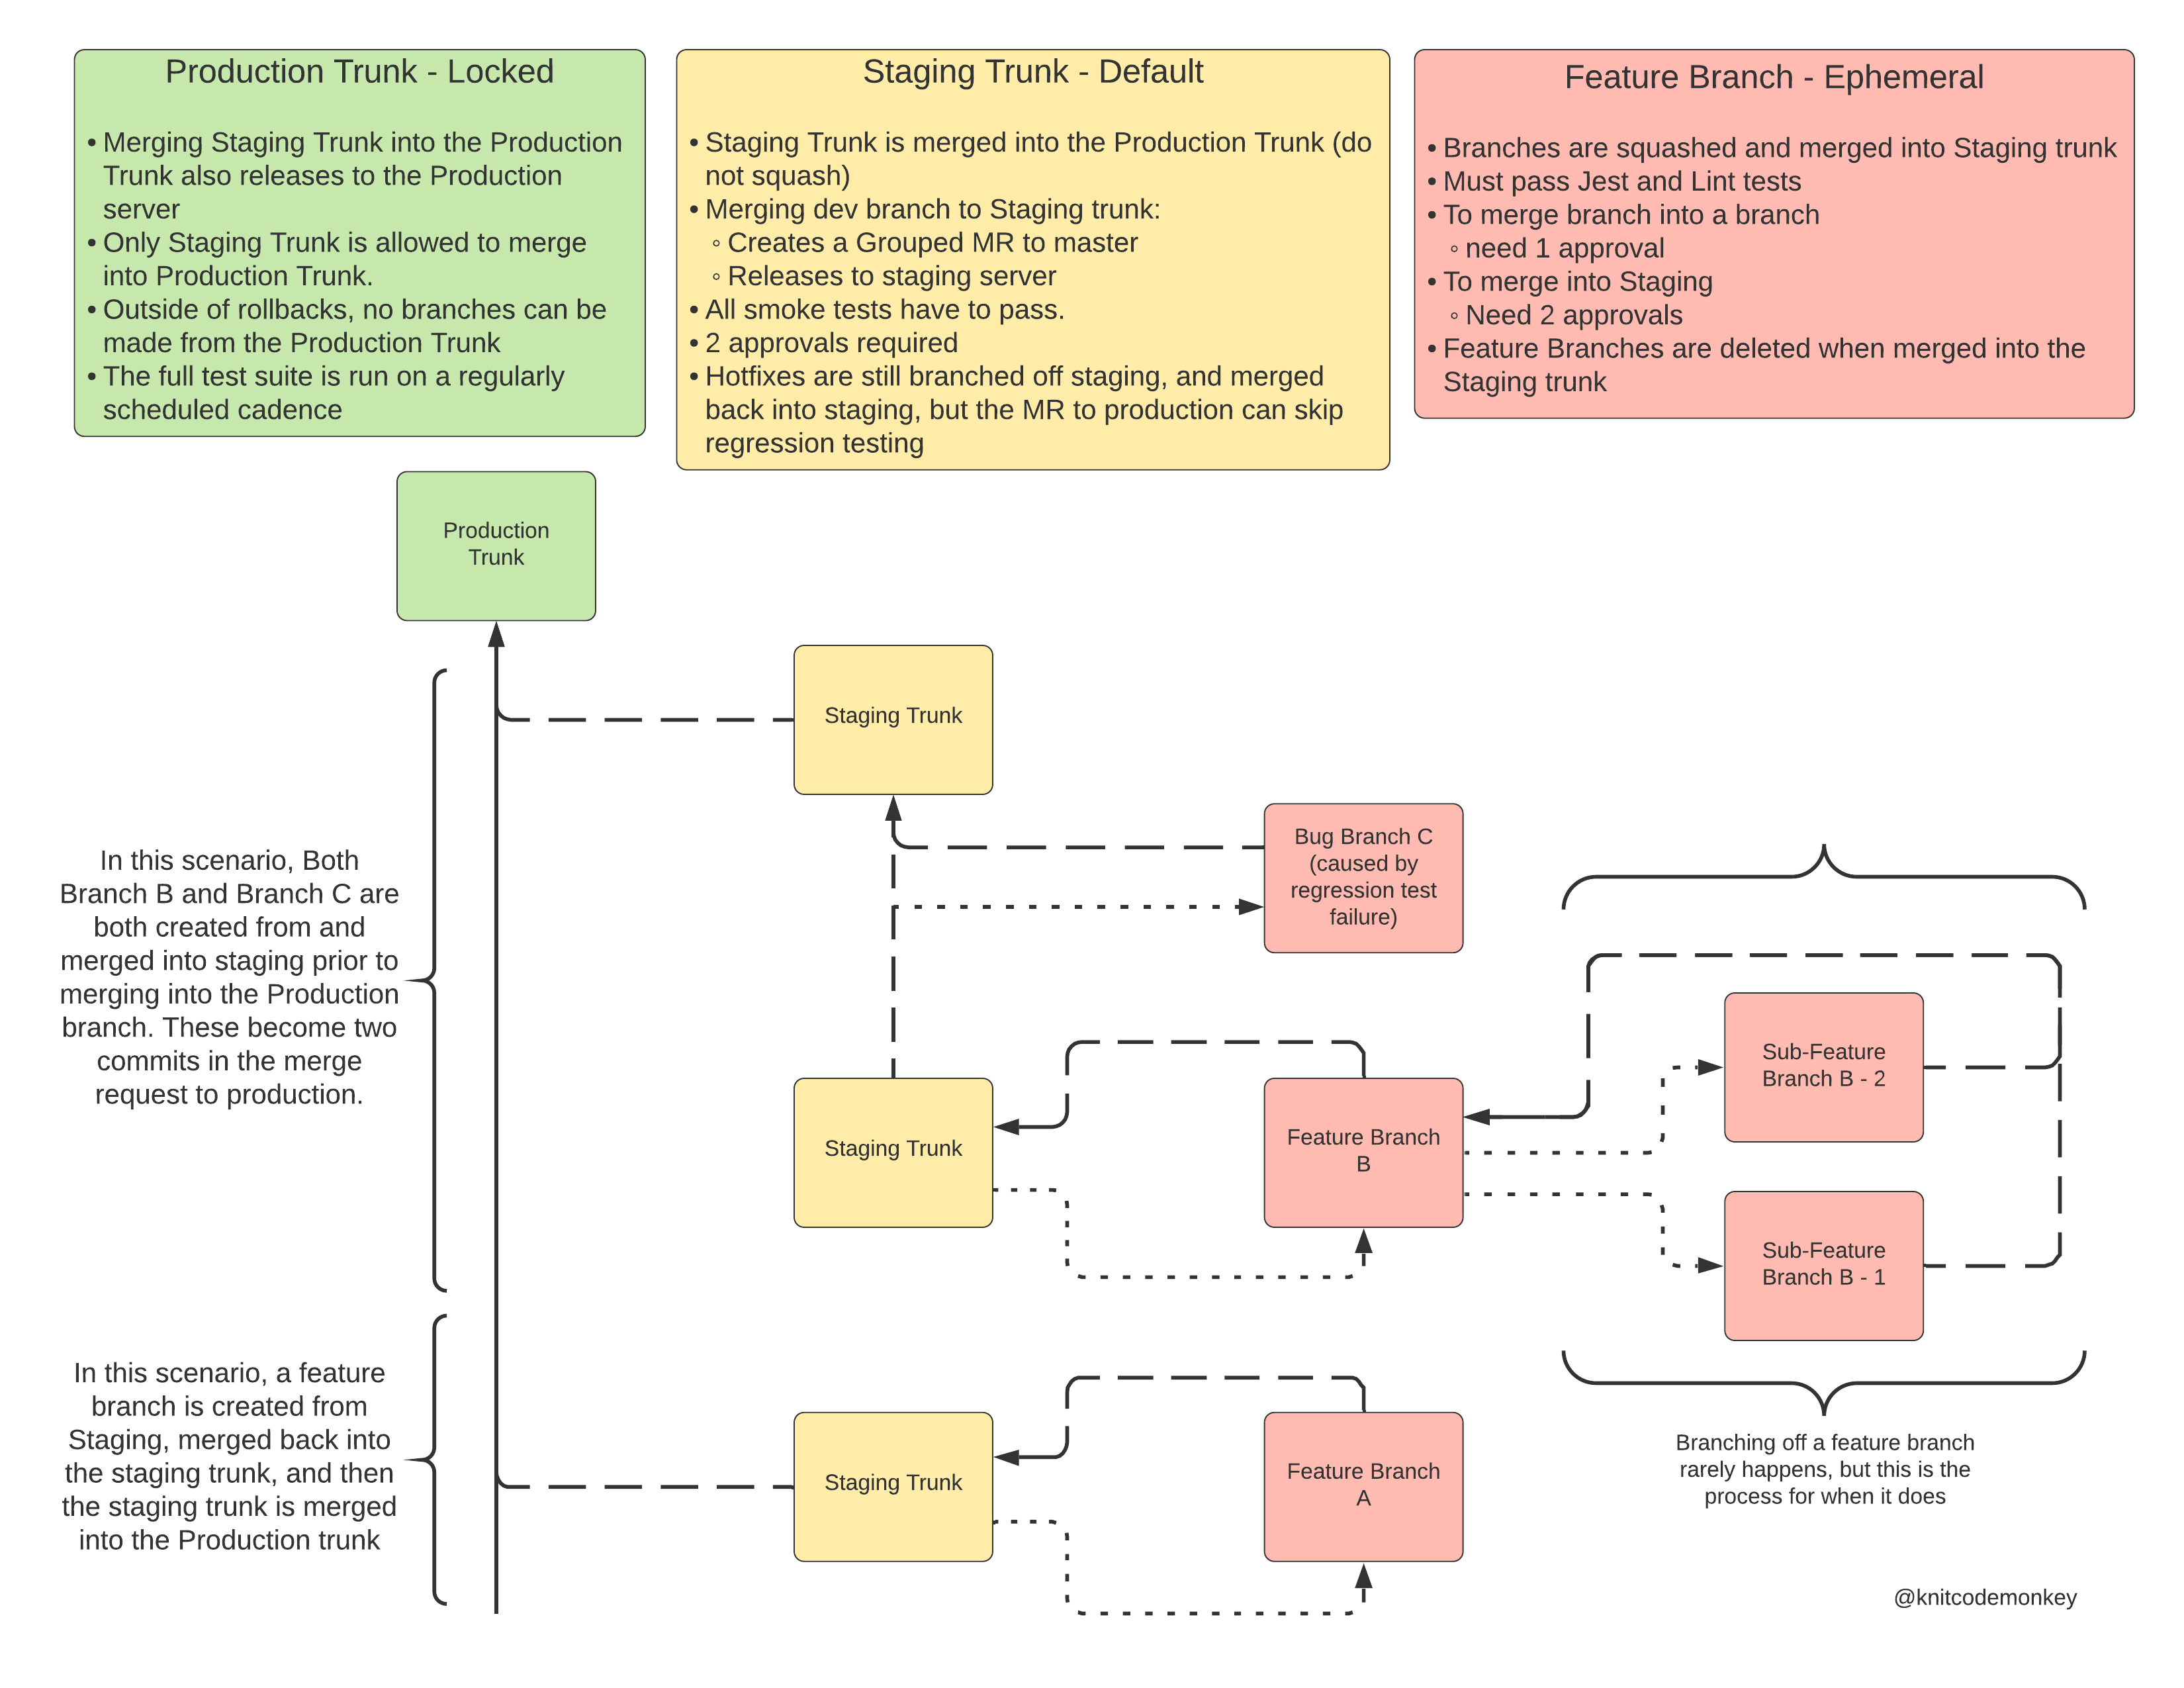 Production Trunk - Locked
• Merging Staging Trunk into the Production
Trunk also releases to the Production
server
• Only Staging Trunk is allowed to merge
into Production Trunk.
• Outside of rollbacks, no branches can be
made from the Production Trunk
• The full test suite is run on a regularly
scheduled cadence
Staging Trunk - Default
• Staging Trunk is merged into the Production Trunk (do
not squash)
• Merging dev branch to Staging trunk:
◦ Creates a Grouped MR to master
◦ Releases to staging server
• All smoke tests have to pass.
• 2 approvals required
• Hotfixes are still branched off staging, and merged
back into staging, but the MR to production can skip
regression testing
Feature Branch - Ephemeral
• Branches are squashed and merged into Staging trunk
• Must pass Jest and Lint tests
• To merge branch into a branch
◦ need 1 approval
• To merge into Staging
◦ Need 2 approvals
• Feature Branches are deleted when merged into the
Staging trunk
Production
Trunk
Staging Trunk
Bug Branch C
(caused by
regression test
failure)
In this scenario, Both
Branch B and Branch C are
both created from and
merged into staging prior to
merging into the Production
branch. These become two
commits in the merge
request to production.
Staging Trunk
Feature Branch
B
Sub-Feature
Branch B - 2
Sub-Feature
Branch B - 1
In this scenario, a feature
branch is created from
Staging, merged back into
the staging trunk, and then
the staging trunk is merged
into the Production trunk
Staging Trunk
Feature Branch
A
Branching off a feature branch
rarely happens, but this is the
process for when it does
@knitcodemonkey